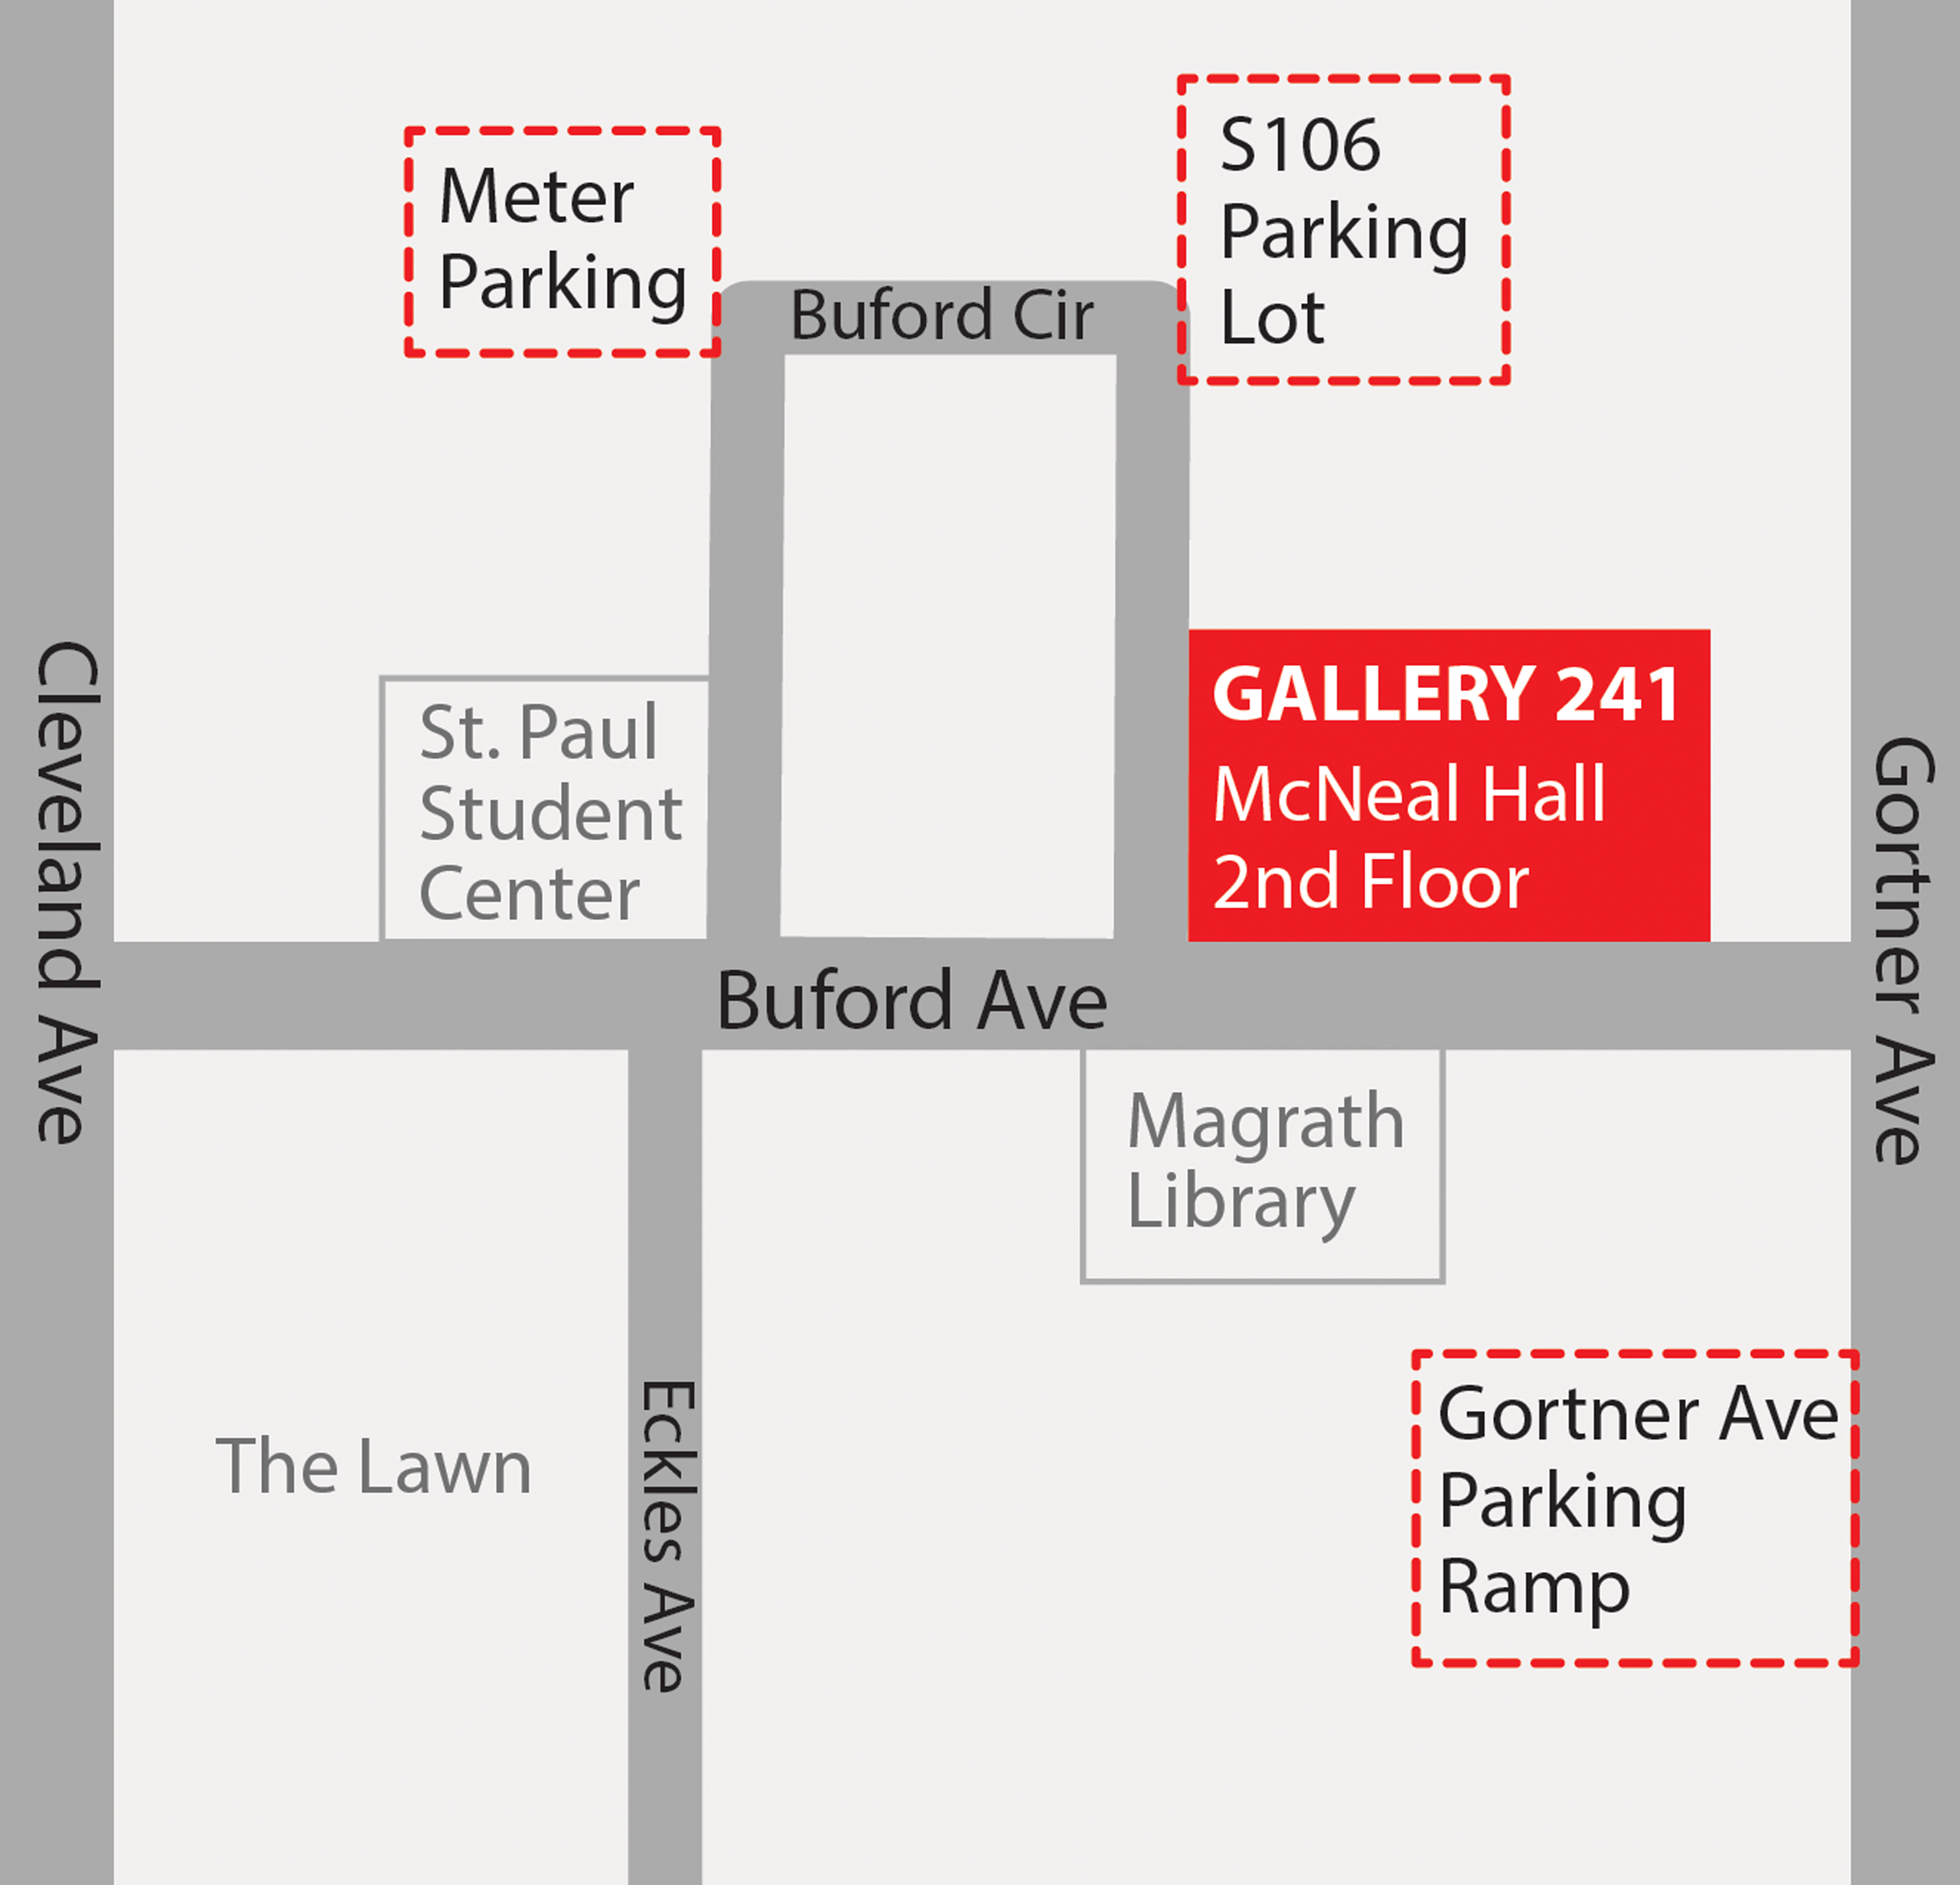 S106
Parking
Lot
Meter
Parking
Buford Cir
Cleveland Ave
St. Paul
Student
Center
GALLERY 241
McNeal Hall
2nd Floor
Gortner Ave
Buford Ave
Magrath
Library
The Lawn
Eckles Ave
Gortner Ave
Parking
Ramp